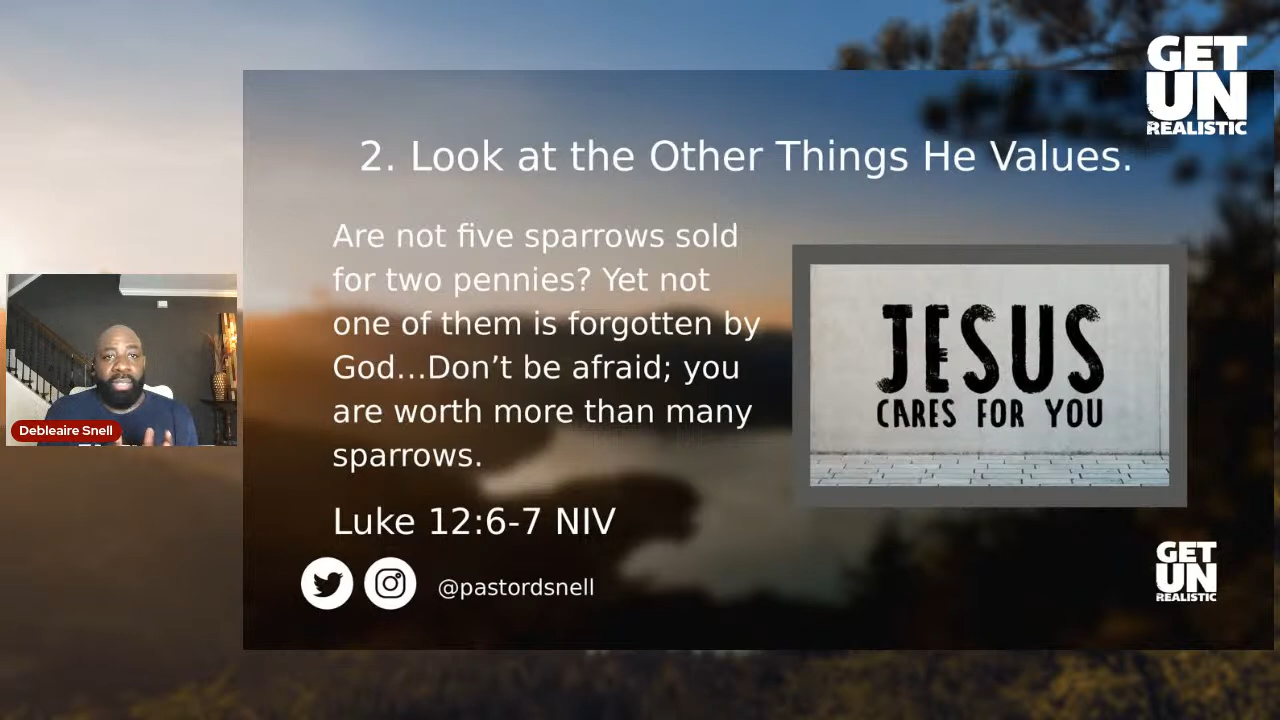 GET
UN
REALISTIC
2. Look at the Other Things He Values.
Are not five sparrows sold
for two pennies? Yet not
one of them is forgotten by
God…Don’t be afraid; you
are worth more than many
sparrows.
Luke 12:6-7 NIV
JESUS
CARES FOR YOU
Debleaire Snell
@pastordsnell
GET
UN
REALISTIC